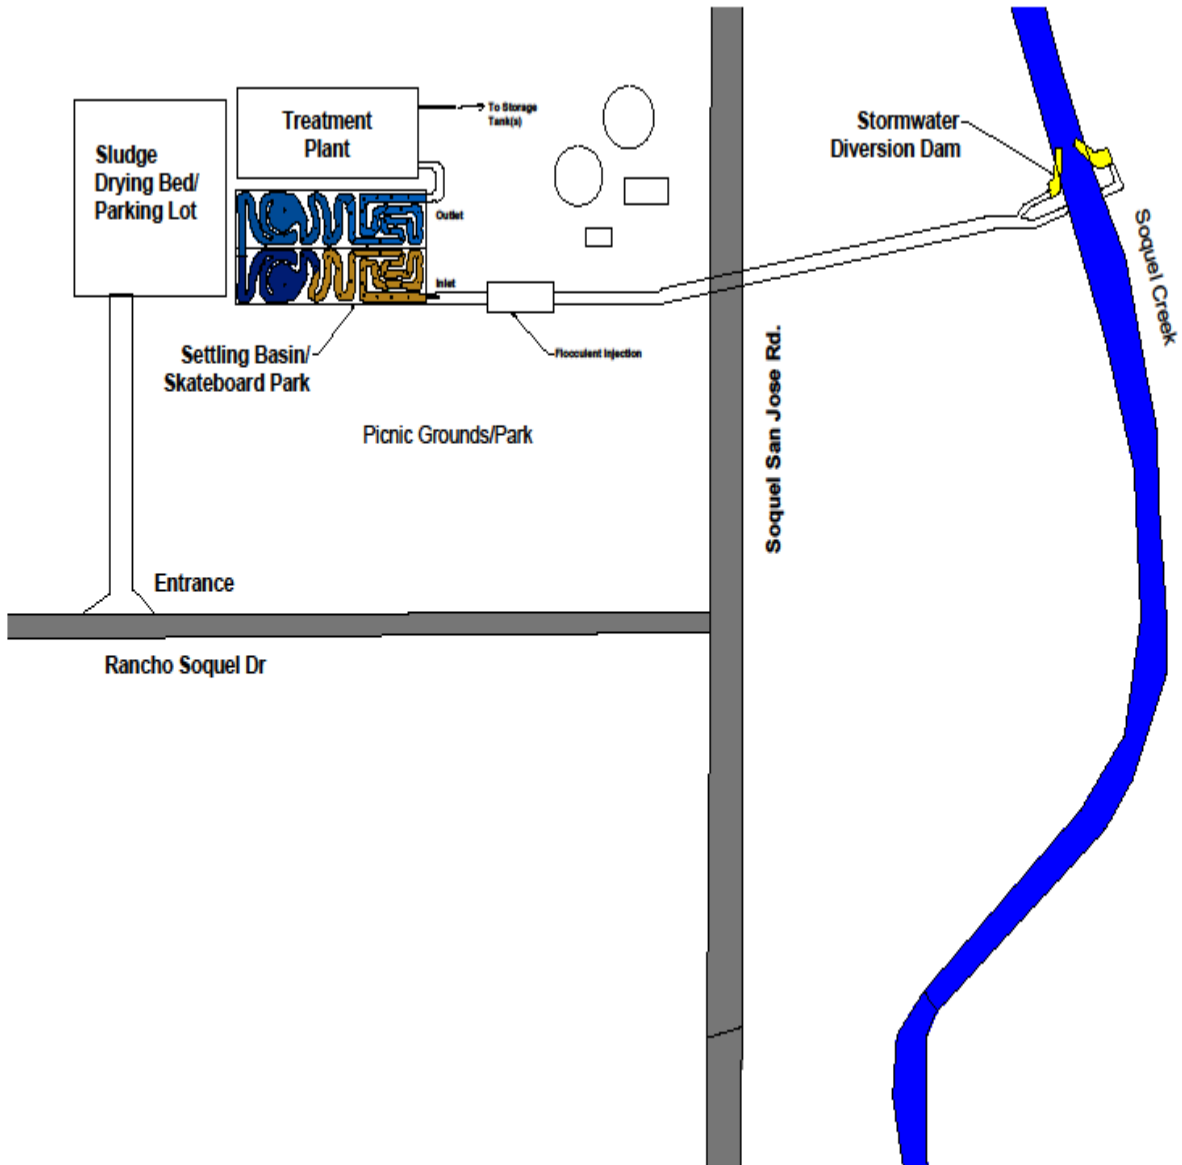 To Storage
Tank(s)
Treatment
Plant
Stormwater
Diversion Dam
Sludge
Drying Bed/
Parking Lot
Outlet
Soquel Creek
Inlet
Settling Basin/
Skateboard Park
Flocculent Injection
Soquel San Jose Rd.
Picnic Grounds/Park
Entrance
Rancho Soquel Dr